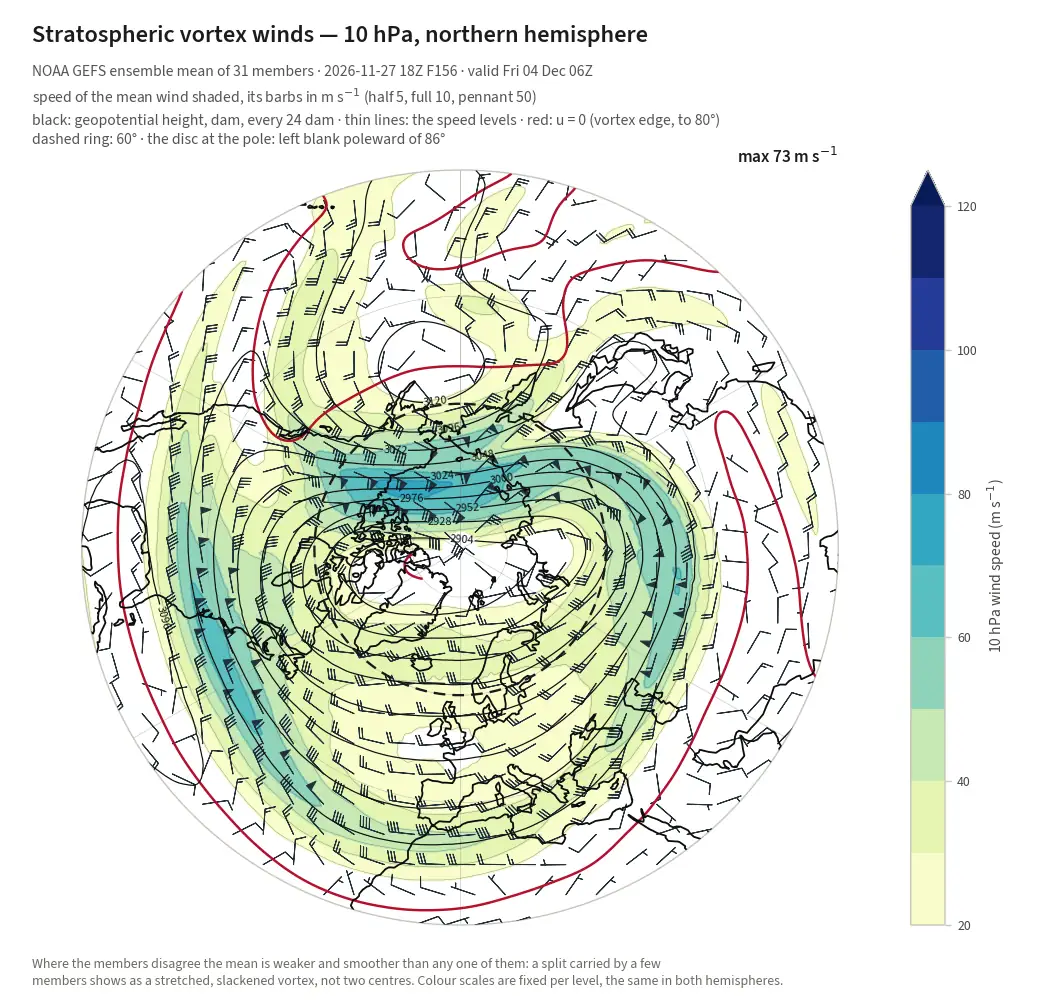 Stratospheric vortex winds — 10 hPa, northern hemisphere
NOAA GEFS ensemble mean of 31 members · 2026-11-27 18Z F156 · valid Fri 04 Dec 06Z
speed of the mean wind shaded, its barbs in m s⁻¹ (half 5, full 10, pennant 50)
black: geopotential height, dam, every 24 dam · thin lines: the speed levels · red: u = 0 (vortex edge, to 80°)
dashed ring: 60° · the disc at the pole: left blank poleward of 86°
max 73 m s⁻¹
120
100
80
60
40
20
10 hPa wind speed (m s⁻¹)
3120
3096
3072
3048
3024
3000
2976
2952
2928
2904
3096
Where the members disagree the mean is weaker and smoother than any one of them: a split carried by a few
members shows as a stretched, slackened vortex, not two centres. Colour scales are fixed per level, the same in both hemispheres.